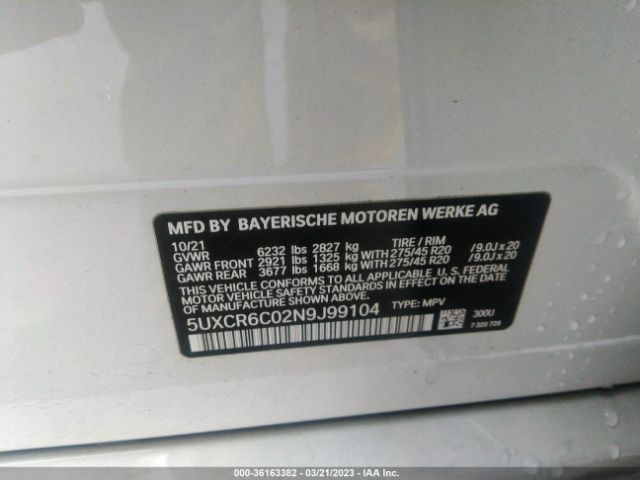 MFD BY BAYERISCHE MOTOREN WERKE AG
10/21 TIRE / RIM
GVWR 6232 lbs 2827 kg
GAWR FRONT 2921 lbs 1325 kg WITH 275/45 R20 /9.0J x 20
GAWR REAR 3677 lbs 1668 kg WITH 275/45 R20 /9.0J x 20
THIS VEHICLE CONFORMS TO ALL APPLICABLE U.S. FEDERAL
MOTOR VEHICLE SAFETY STANDARDS IN EFFECT ON THE DATE
OF MANUFACTURE SHOWN ABOVE.
5UXCR6C02N9J99104 TYPE: MPV
300U
7 320 729
000-36163382 - 03/21/2023 - IAA Inc.